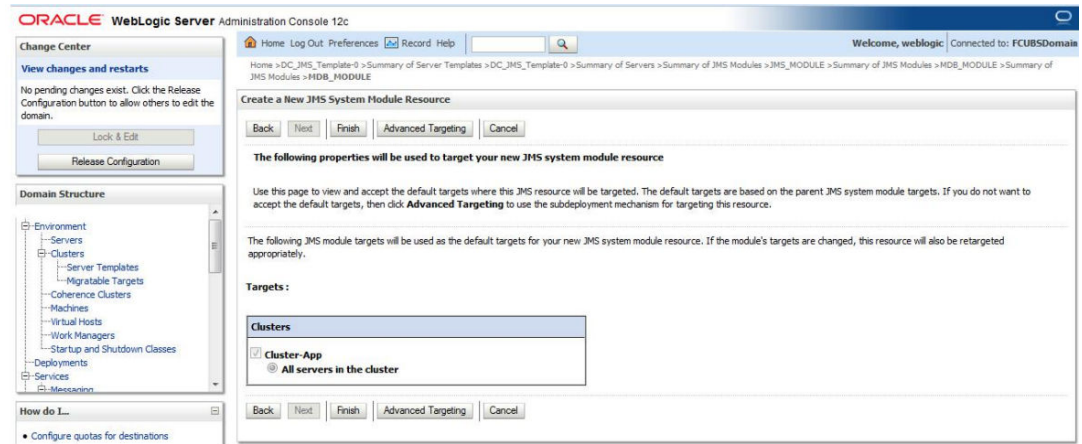 ORACLE WebLogic Server Administration Console 12c
Change Center
View changes and restarts
No pending changes exist. Click the Release
Configuration button to allow others to edit the
domain.
Lock & Edit
Release Configuration
Domain Structure
Environment
Servers
Clusters
Server Templates
Migratable Targets
Coherence Clusters
Machines
Virtual Hosts
Work Managers
Startup and Shutdown Classes
Deployments
Services
Messaging
How do I...
• Configure quotas for destinations
Home Log Out Preferences Record Help
Welcome, weblogic Connected to: FCUBSDomain
Home >DC_JMS_Template-0 >Summary of Server Templates >DC_JMS_Template-0 >Summary of Servers >Summary of JMS Modules >JMS_MODULE >Summary of JMS Modules >MDB_MODULE >Summary of
JMS Modules >MDB_MODULE
Create a New JMS System Module Resource
Back Next Finish Advanced Targeting Cancel
The following properties will be used to target your new JMS system module resource
Use this page to view and accept the default targets where this JMS resource will be targeted. The default targets are based on the parent JMS system module targets. If you do not want to
accept the default targets, then click Advanced Targeting to use the subdeployment mechanism for targeting this resource.
The following JMS module targets will be used as the default targets for your new JMS system module resource. If the module's targets are changed, this resource will also be retargeted
appropriately.
Targets :
Clusters
Cluster-App
All servers in the cluster
Back Next Finish Advanced Targeting Cancel